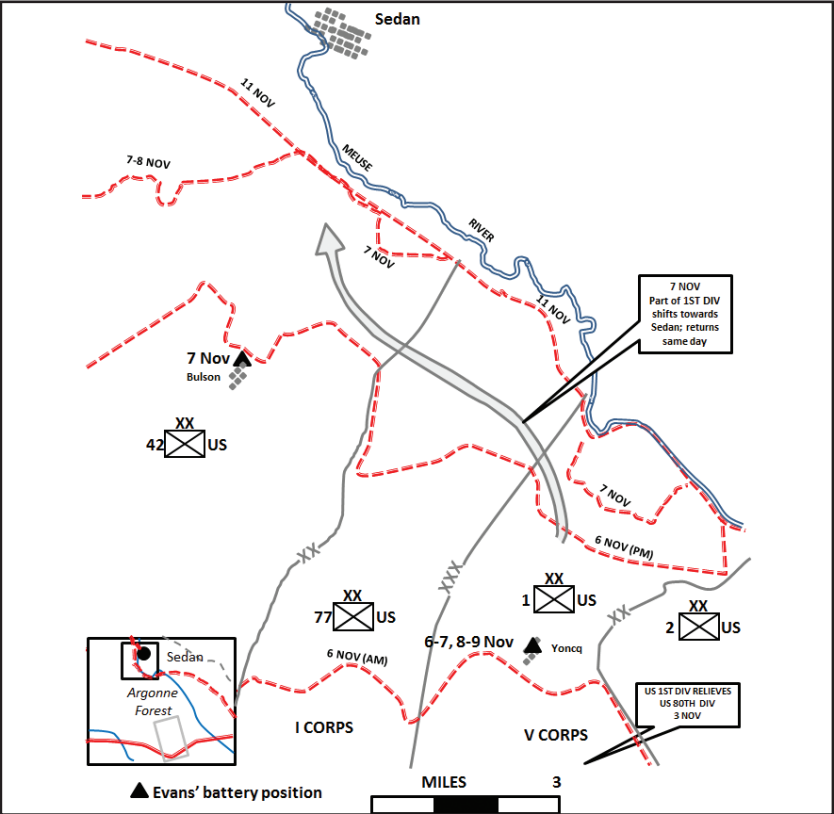 Sedan
11 NOV
7-8 NOV
MEUSE
RIVER
7 NOV
11 NOV
7 NOV
Part of 1ST DIV
shifts towards
Sedan; returns
same day
7 Nov
Bulson
XX
42 US
7 NOV
6 NOV (PM)
XX
XXX
XX
1 US
XX
77 US
XX
XX
2 US
6-7, 8-9 Nov
Yoncq
6 NOV (AM)
Sedan
Argonne
Forest
US 1ST DIV RELIEVES
US 80TH DIV
3 NOV
I CORPS
V CORPS
MILES 3
Evans' battery position